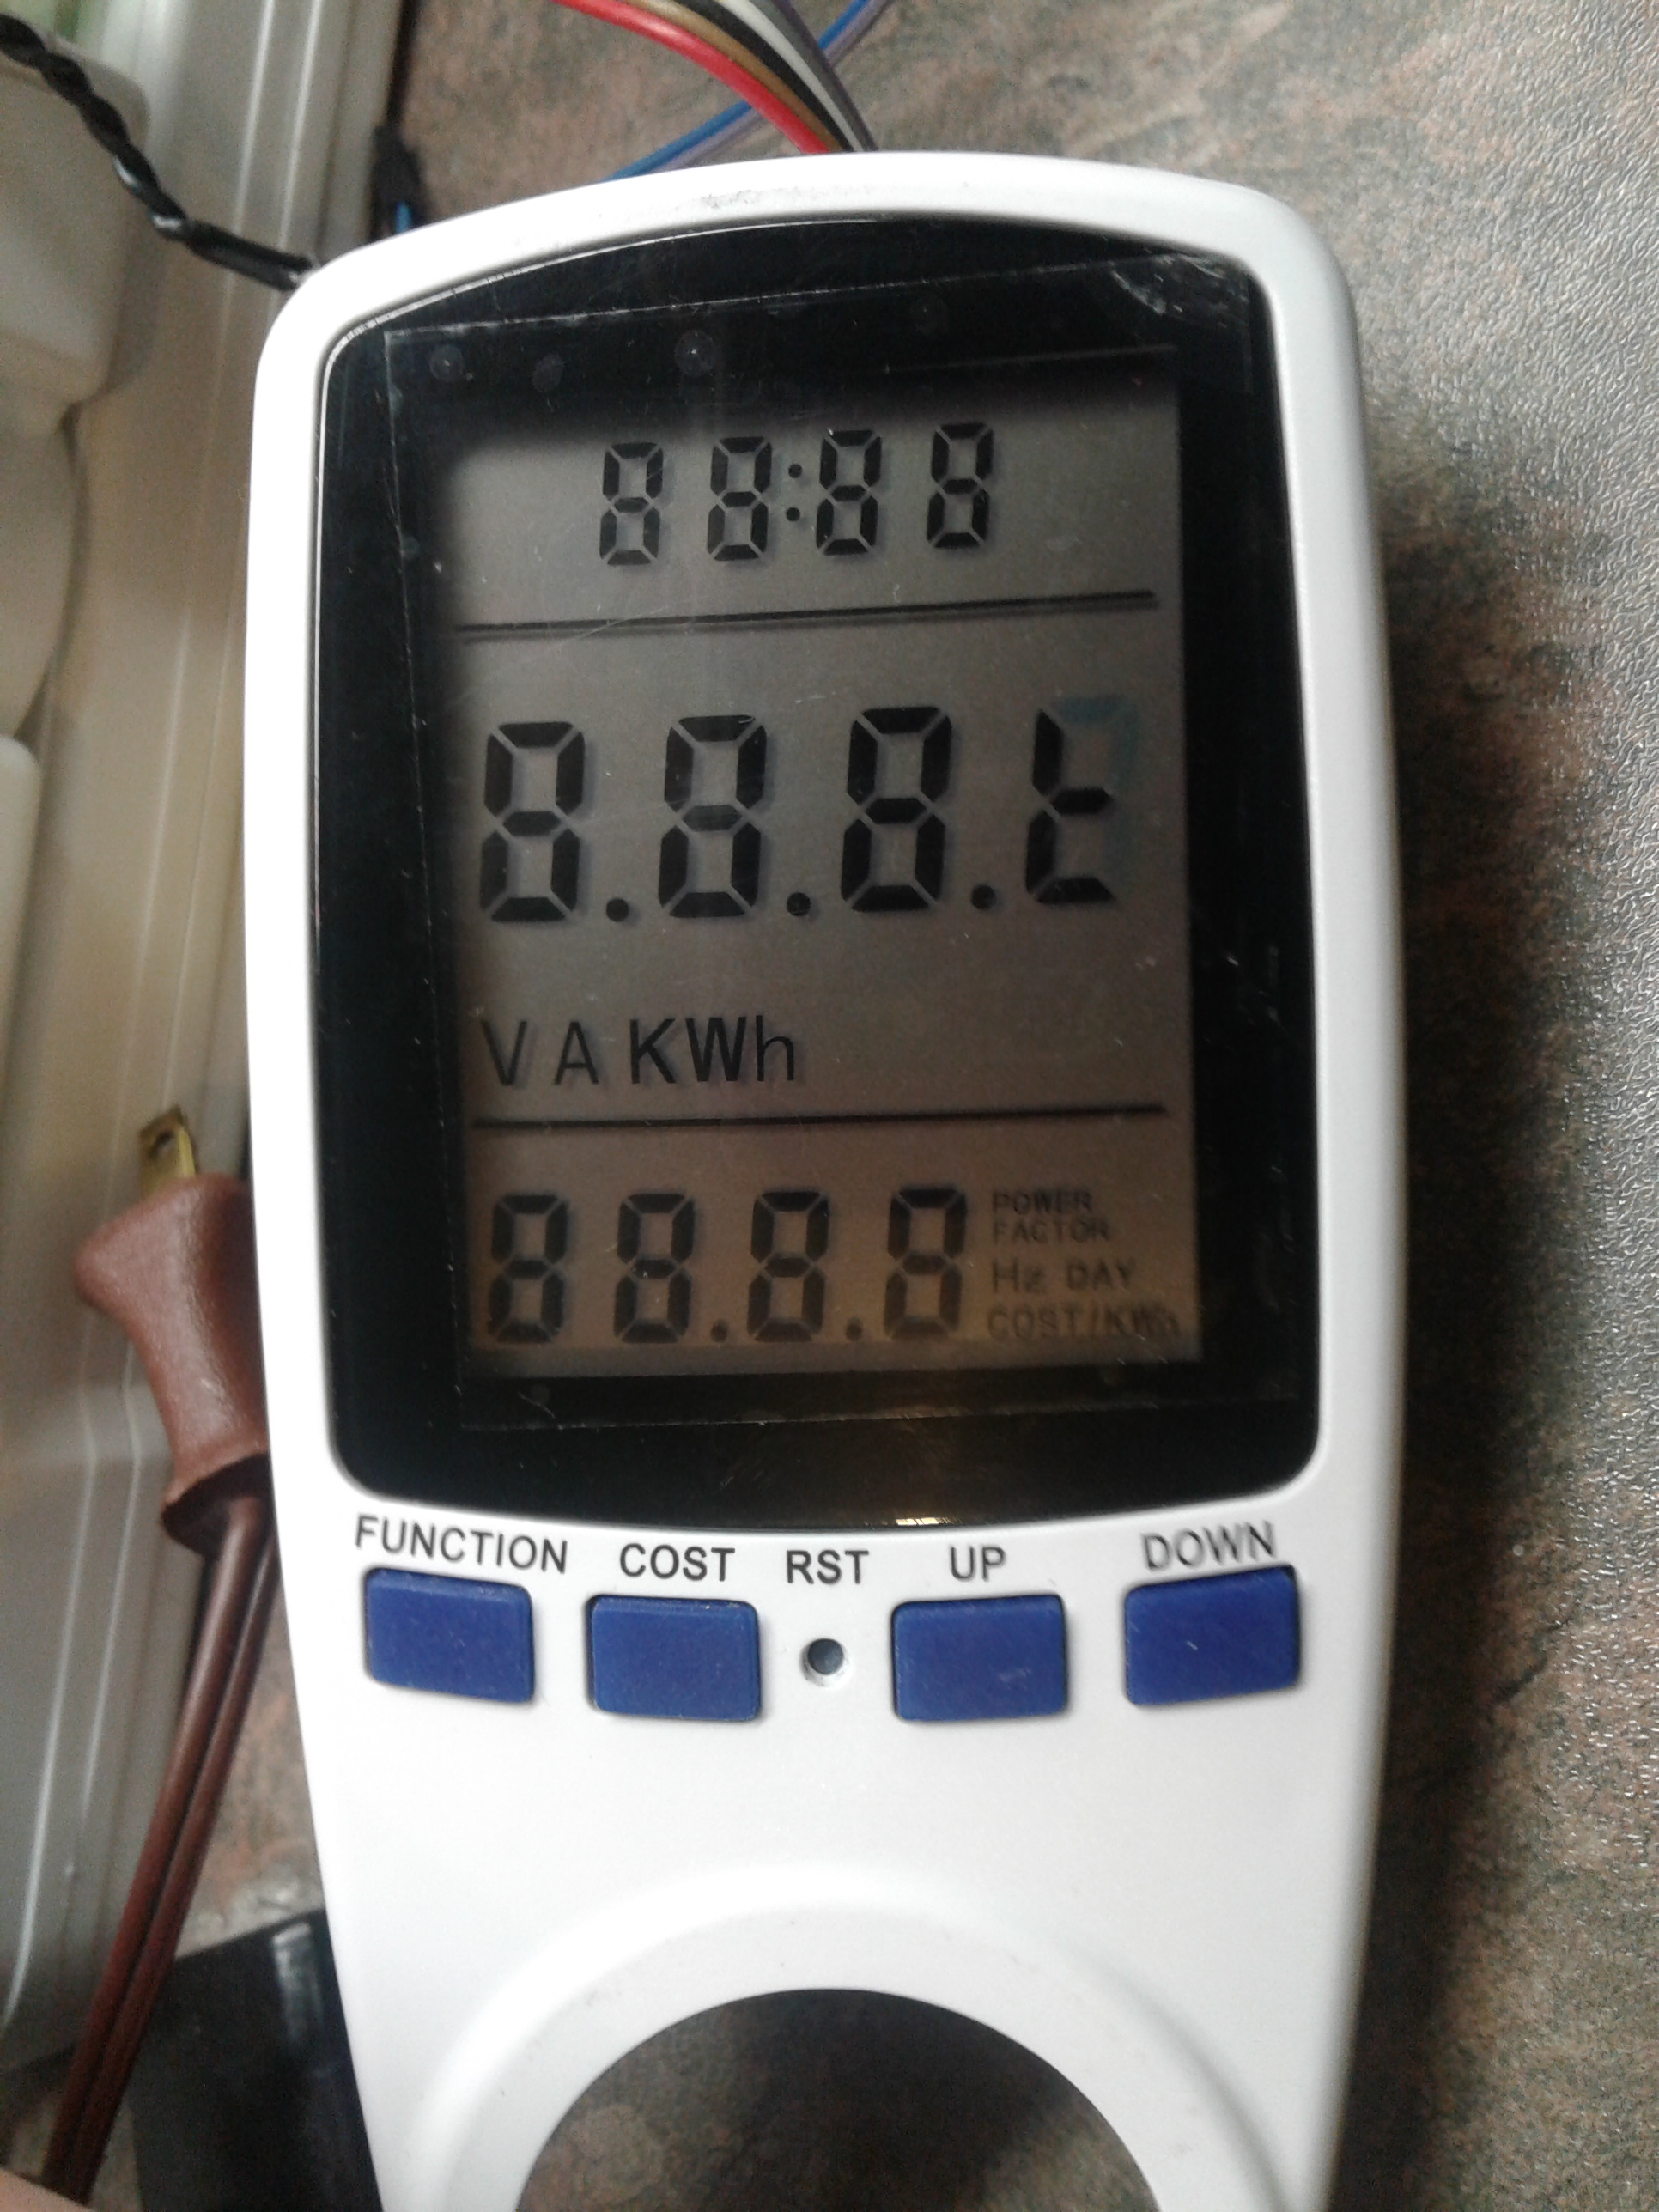 88:88
8.8.8.t
V A KWh
88.8.8
POWER
FACTOR
Hz DAY
COST/KWh
FUNCTION COST RST UP DOWN